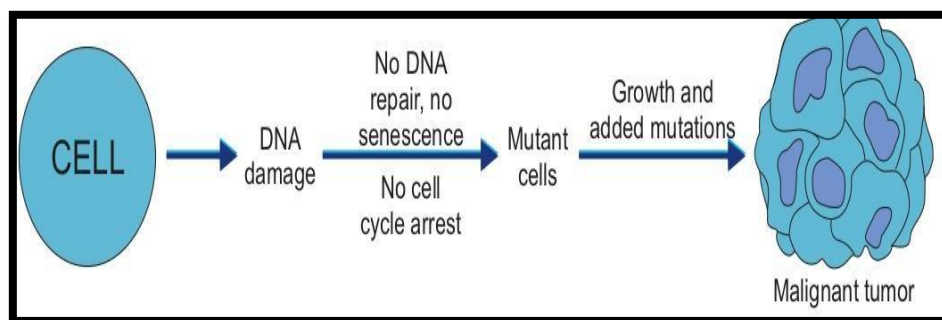 CELL
DNA
damage
No DNA
repair, no
senescence
No cell
cycle arrest
Mutant
cells
Growth and
added mutations
Malignant tumor